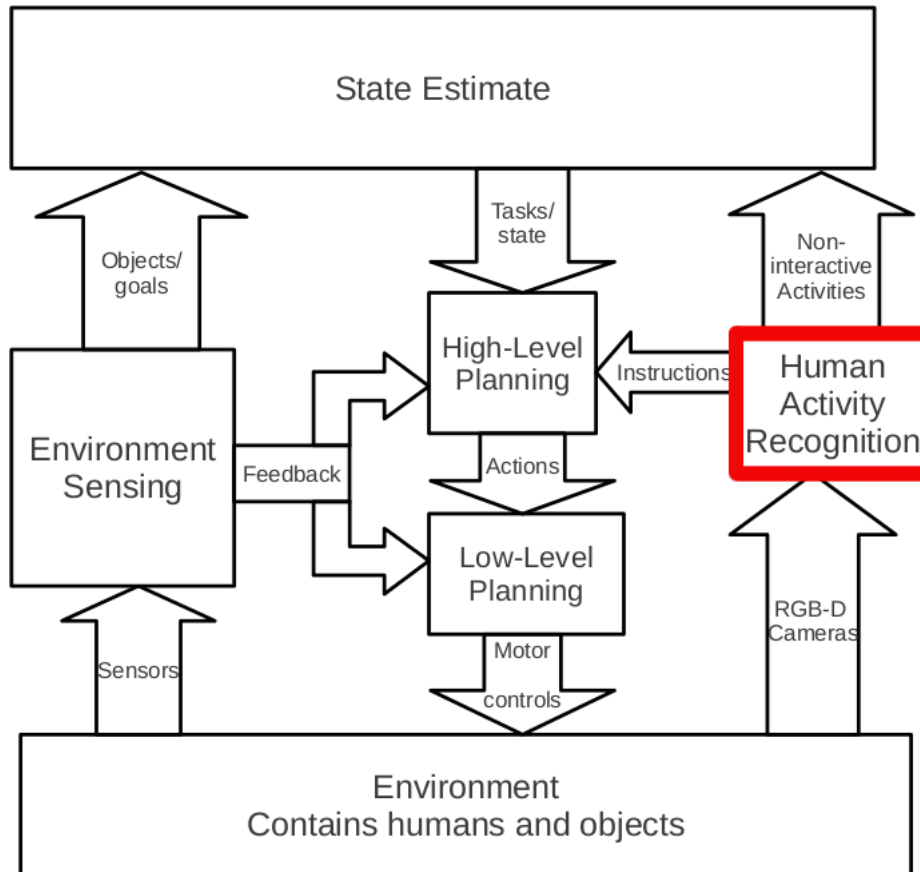 State Estimate
Tasks/
state
Objects/
goals
Non-
interactive
Activities
High-Level
Planning
Instructions
Human
Activity
Recognition
Environment
Sensing
Feedback
Actions
Low-Level
Planning
RGB-D
Cameras
Sensors
Motor
controls
Environment
Contains humans and objects